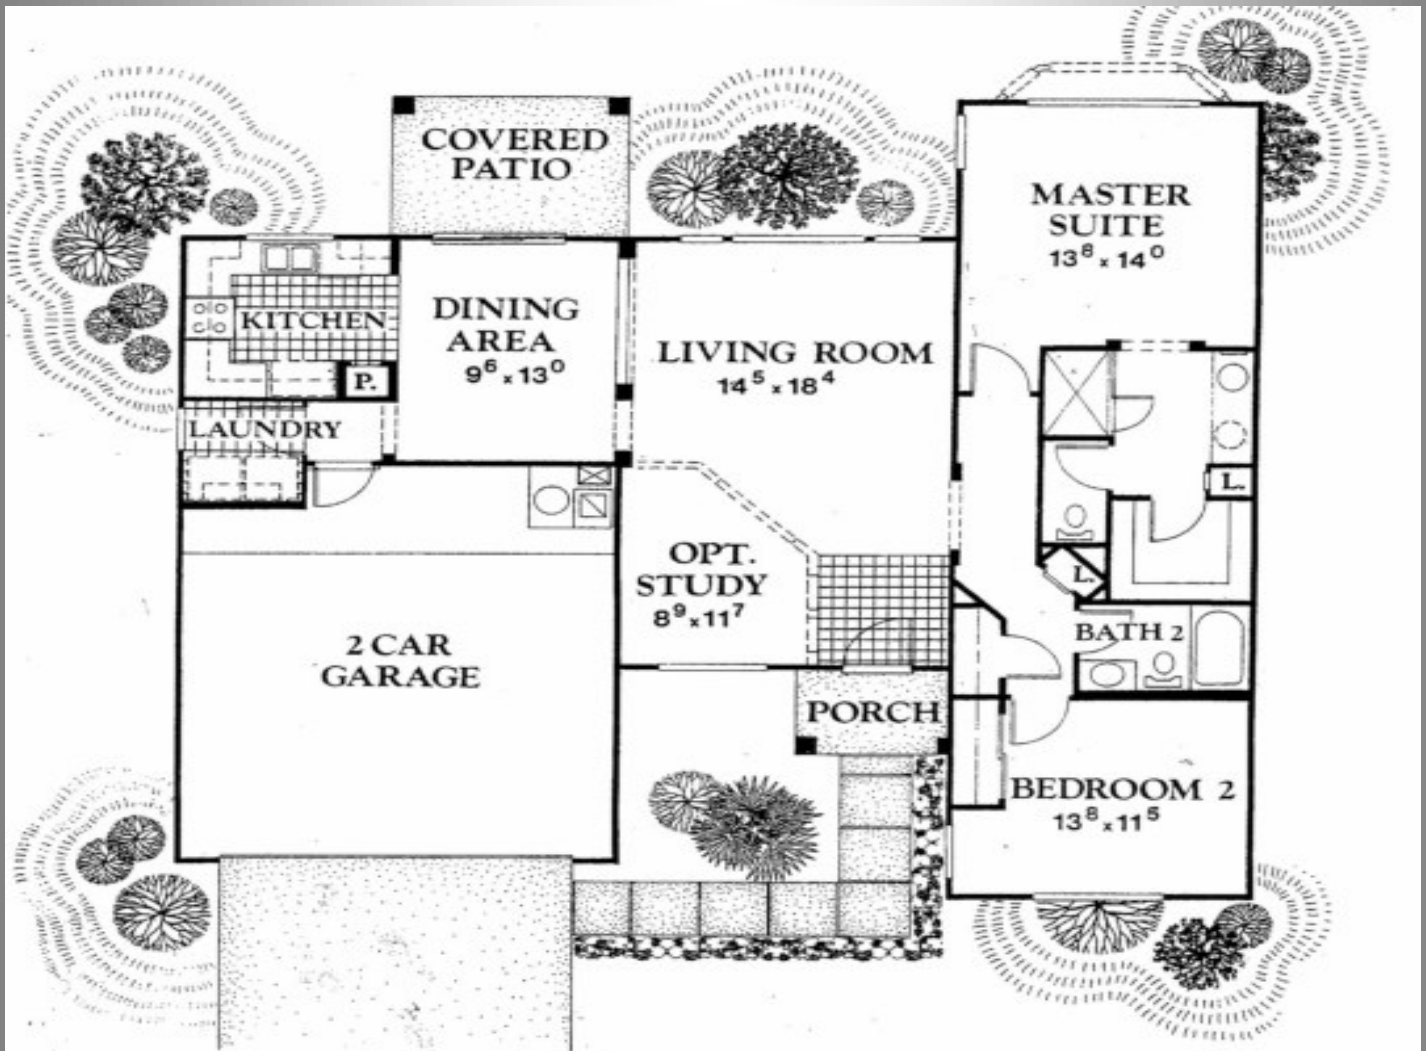 COVERED
PATIO
MASTER
SUITE
13⁸ x 14⁰
KITCHEN
DINING
AREA
9⁶ x 13⁰
LIVING ROOM
14⁵ x 18⁴
P.
LAUNDRY
L.
OPT.
STUDY
8⁹ x 11⁷
L.
2 CAR
GARAGE
BATH 2
PORCH
BEDROOM 2
13⁸ x 11⁵